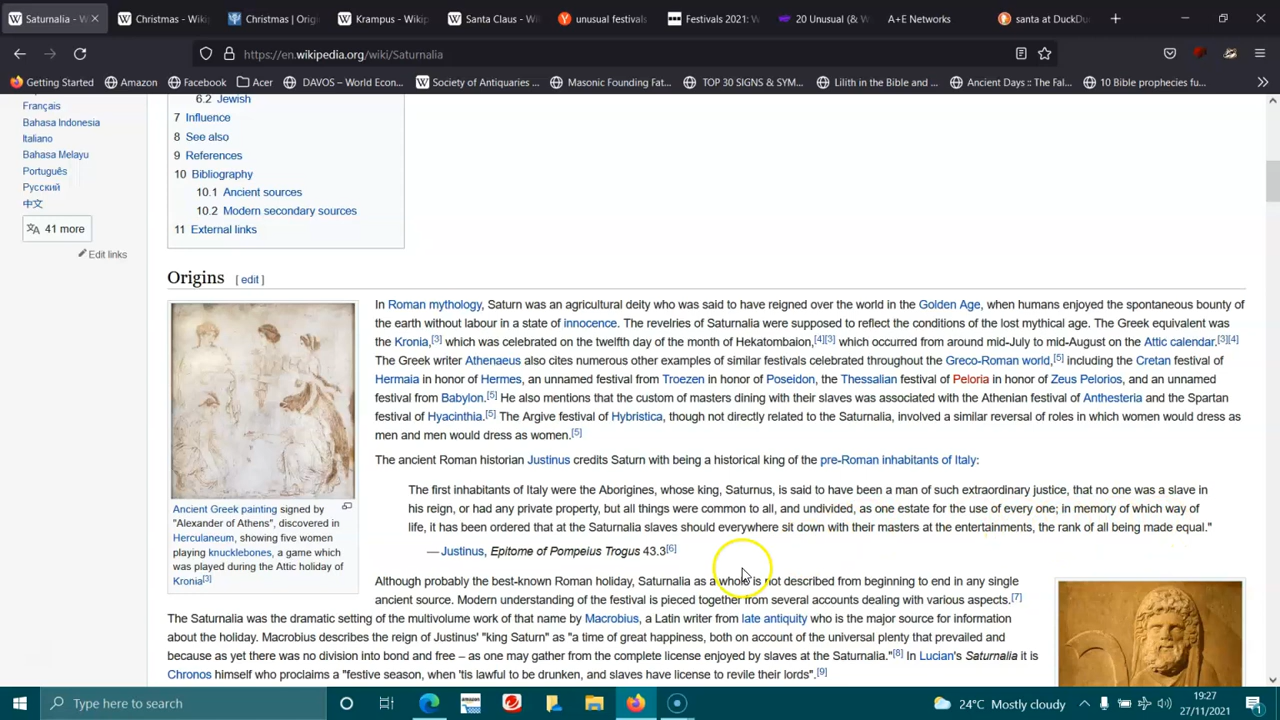 Saturnalia - W
Christmas - Wiki
Christmas | Orig
Krampus - Wikip
Santa Claus - Wi
unusual festivals
Festivals 2021: W
20 Unusual (& W
A+E Networks
santa at DuckDu
https://en.wikipedia.org/wiki/Saturnalia
Getting Started
Amazon
Facebook
Acer
DAVOS – World Econ...
Society of Antiquaries ...
Masonic Founding Fat...
TOP 30 SIGNS & SYM...
Lilith in the Bible and ...
Ancient Days :: The Fal...
10 Bible prophecies fu...
Français
Bahasa Indonesia
Italiano
Bahasa Melayu
Português
Русский
中文
41 more
Edit links
6.2 Jewish
7 Influence
8 See also
9 References
10 Bibliography
10.1 Ancient sources
10.2 Modern secondary sources
11 External links
Origins [ edit ]
Ancient Greek painting signed by
"Alexander of Athens", discovered in
Herculaneum, showing five women
playing knucklebones, a game which
was played during the Attic holiday of
Kronia[3]
In Roman mythology, Saturn was an agricultural deity who was said to have reigned over the world in the Golden Age, when humans enjoyed the spontaneous bounty of
the earth without labour in a state of innocence. The revelries of Saturnalia were supposed to reflect the conditions of the lost mythical age. The Greek equivalent was
the Kronia,[3] which was celebrated on the twelfth day of the month of Hekatombaion,[4][3] which occurred from around mid-July to mid-August on the Attic calendar.[3][4]
The Greek writer Athenaeus also cites numerous other examples of similar festivals celebrated throughout the Greco-Roman world,[5] including the Cretan festival of
Hermaia in honor of Hermes, an unnamed festival from Troezen in honor of Poseidon, the Thessalian festival of Peloria in honor of Zeus Pelorios, and an unnamed
festival from Babylon.[5] He also mentions that the custom of masters dining with their slaves was associated with the Athenian festival of Anthesteria and the Spartan
festival of Hyacinthia.[5] The Argive festival of Hybristica, though not directly related to the Saturnalia, involved a similar reversal of roles in which women would dress as
men and men would dress as women.[5]
The ancient Roman historian Justinus credits Saturn with being a historical king of the pre-Roman inhabitants of Italy:
The first inhabitants of Italy were the Aborigines, whose king, Saturnus, is said to have been a man of such extraordinary justice, that no one was a slave in
his reign, or had any private property, but all things were common to all, and undivided, as one estate for the use of every one; in memory of which way of
life, it has been ordered that at the Saturnalia slaves should everywhere sit down with their masters at the entertainments, the rank of all being made equal."
— Justinus, Epitome of Pompeius Trogus 43.3[6]
Although probably the best-known Roman holiday, Saturnalia as a whole is not described from beginning to end in any single
ancient source. Modern understanding of the festival is pieced together from several accounts dealing with various aspects.[7]
The Saturnalia was the dramatic setting of the multivolume work of that name by Macrobius, a Latin writer from late antiquity who is the major source for information
about the holiday. Macrobius describes the reign of Justinus' "king Saturn" as "a time of great happiness, both on account of the universal plenty that prevailed and
because as yet there was no division into bond and free – as one may gather from the complete license enjoyed by slaves at the Saturnalia."[8] In Lucian's Saturnalia it is
Chronos himself who proclaims a "festive season, when 'tis lawful to be drunken, and slaves have license to revile their lords".[9]
Type here to search
24°C Mostly cloudy
19:27
27/11/2021